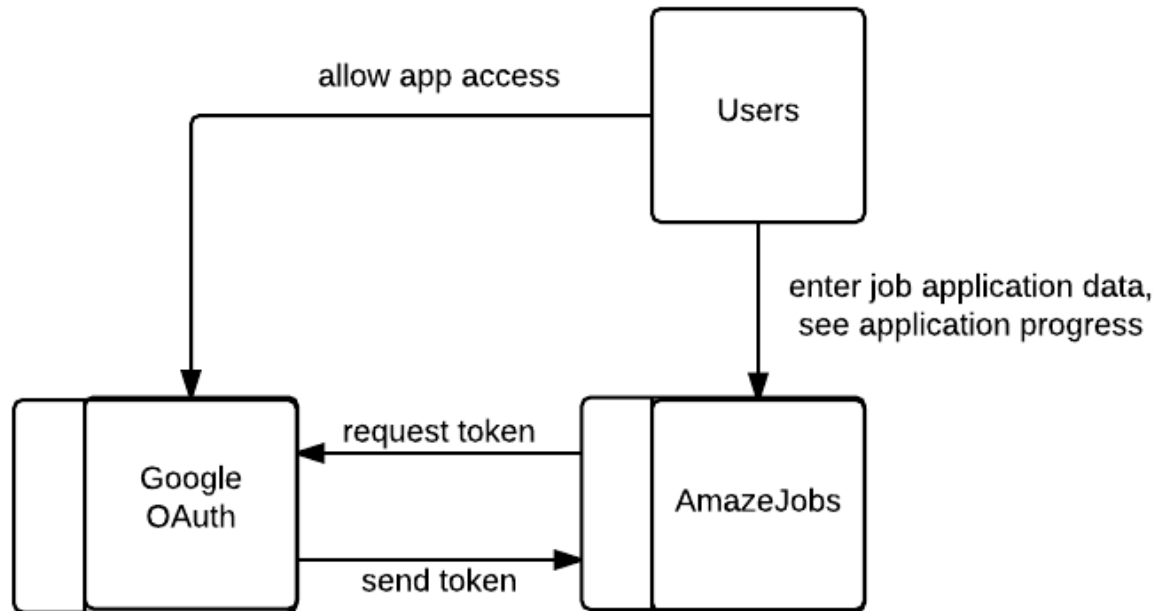 allow app access
Users
enter job application data,
see application progress
request token
Google
OAuth
AmazeJobs
send token